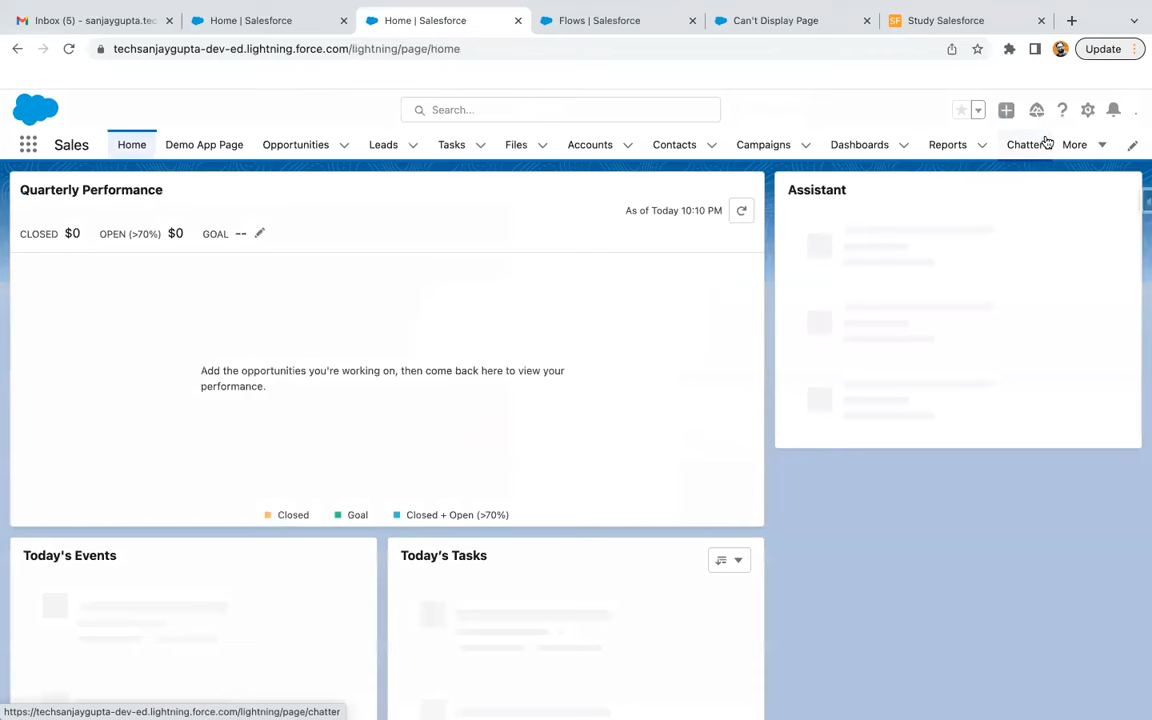 Inbox (5) - sanjaygupta.tec
Home | Salesforce
Home | Salesforce
Flows | Salesforce
Can't Display Page
SF
Study Salesforce
techsanjaygupta-dev-ed.lightning.force.com/lightning/page/home
Update
Search...
Sales
Home
Demo App Page
Opportunities
Leads
Tasks
Files
Accounts
Contacts
Campaigns
Dashboards
Reports
Chatter
More
Quarterly Performance
As of Today 10:10 PM
CLOSED $0 OPEN (>70%) $0 GOAL --
Add the opportunities you're working on, then come back here to view your
performance.
Closed
Goal
Closed + Open (>70%)
Assistant
Today's Events
Today's Tasks
https://techsanjaygupta-dev-ed.lightning.force.com/lightning/page/chatter